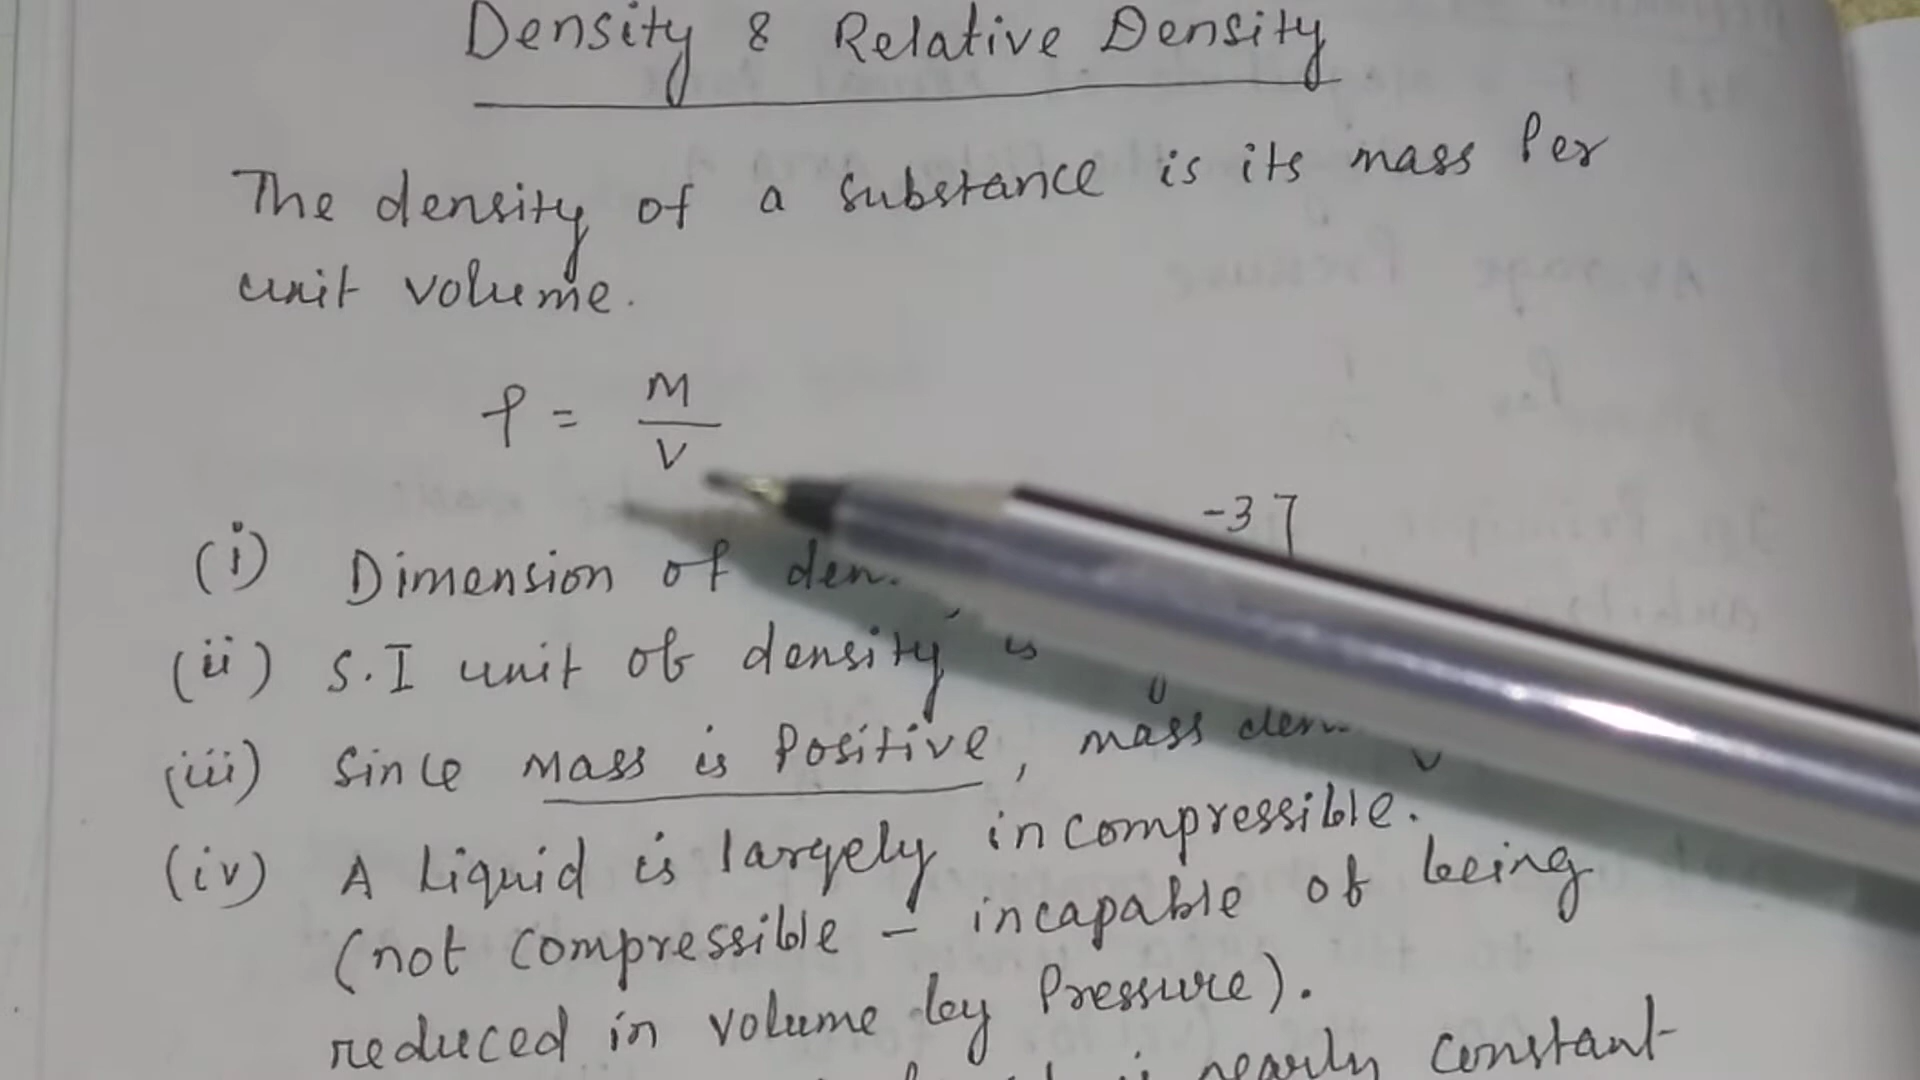 Density & Relative Density
The density of a substance is its mass Per
unit volume.
ρ = M
V
(i) Dimension of -3]
(ii) S.I unit of density is
(iii) Since Mass is Positive, mass
(iv) A Liquid is largely incompressible.
(not compressible - incapable of being
reduced in volume by Pressure).
is nearly constant